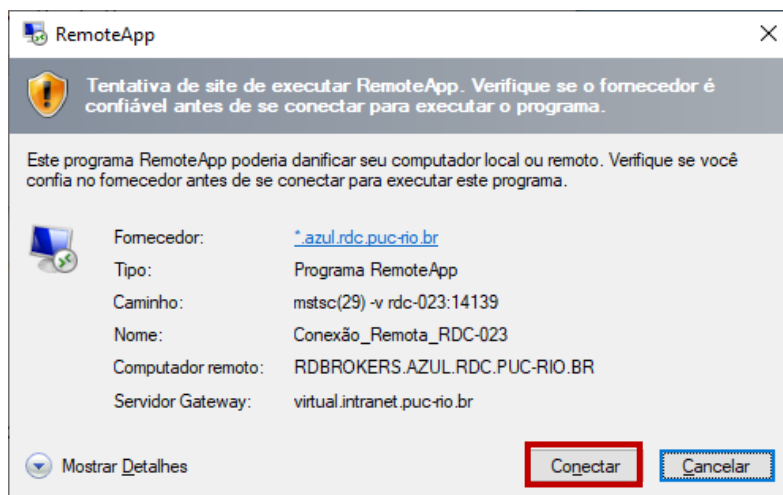 RemoteApp
Tentativa de site de executar RemoteApp. Verifique se o fornecedor é
confiável antes de se conectar para executar o programa.
Este programa RemoteApp poderia danificar seu computador local ou remoto. Verifique se você
confia no fornecedor antes de se conectar para executar este programa.
Fornecedor: *.azul.rdc.puc-rio.br
Tipo: Programa RemoteApp
Caminho: mstsc(29) -v rdc-023:14139
Nome: Conexão_Remota_RDC-023
Computador remoto: RDBROKERS.AZUL.RDC.PUC-RIO.BR
Servidor Gateway: virtual.intranet.puc-rio.br
Mostrar Detalhes Conectar Cancelar